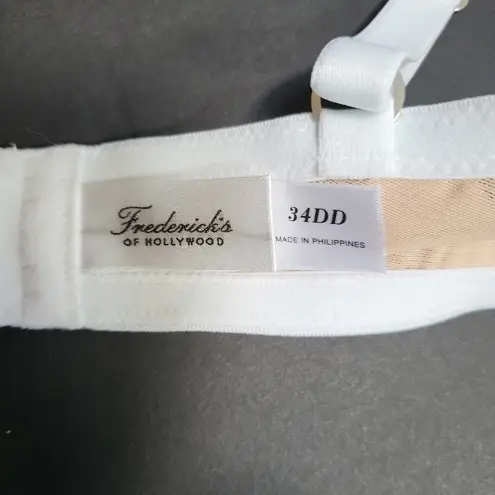 Frederick's
OF HOLLYWOOD
34DD
MADE IN PHILIPPINES